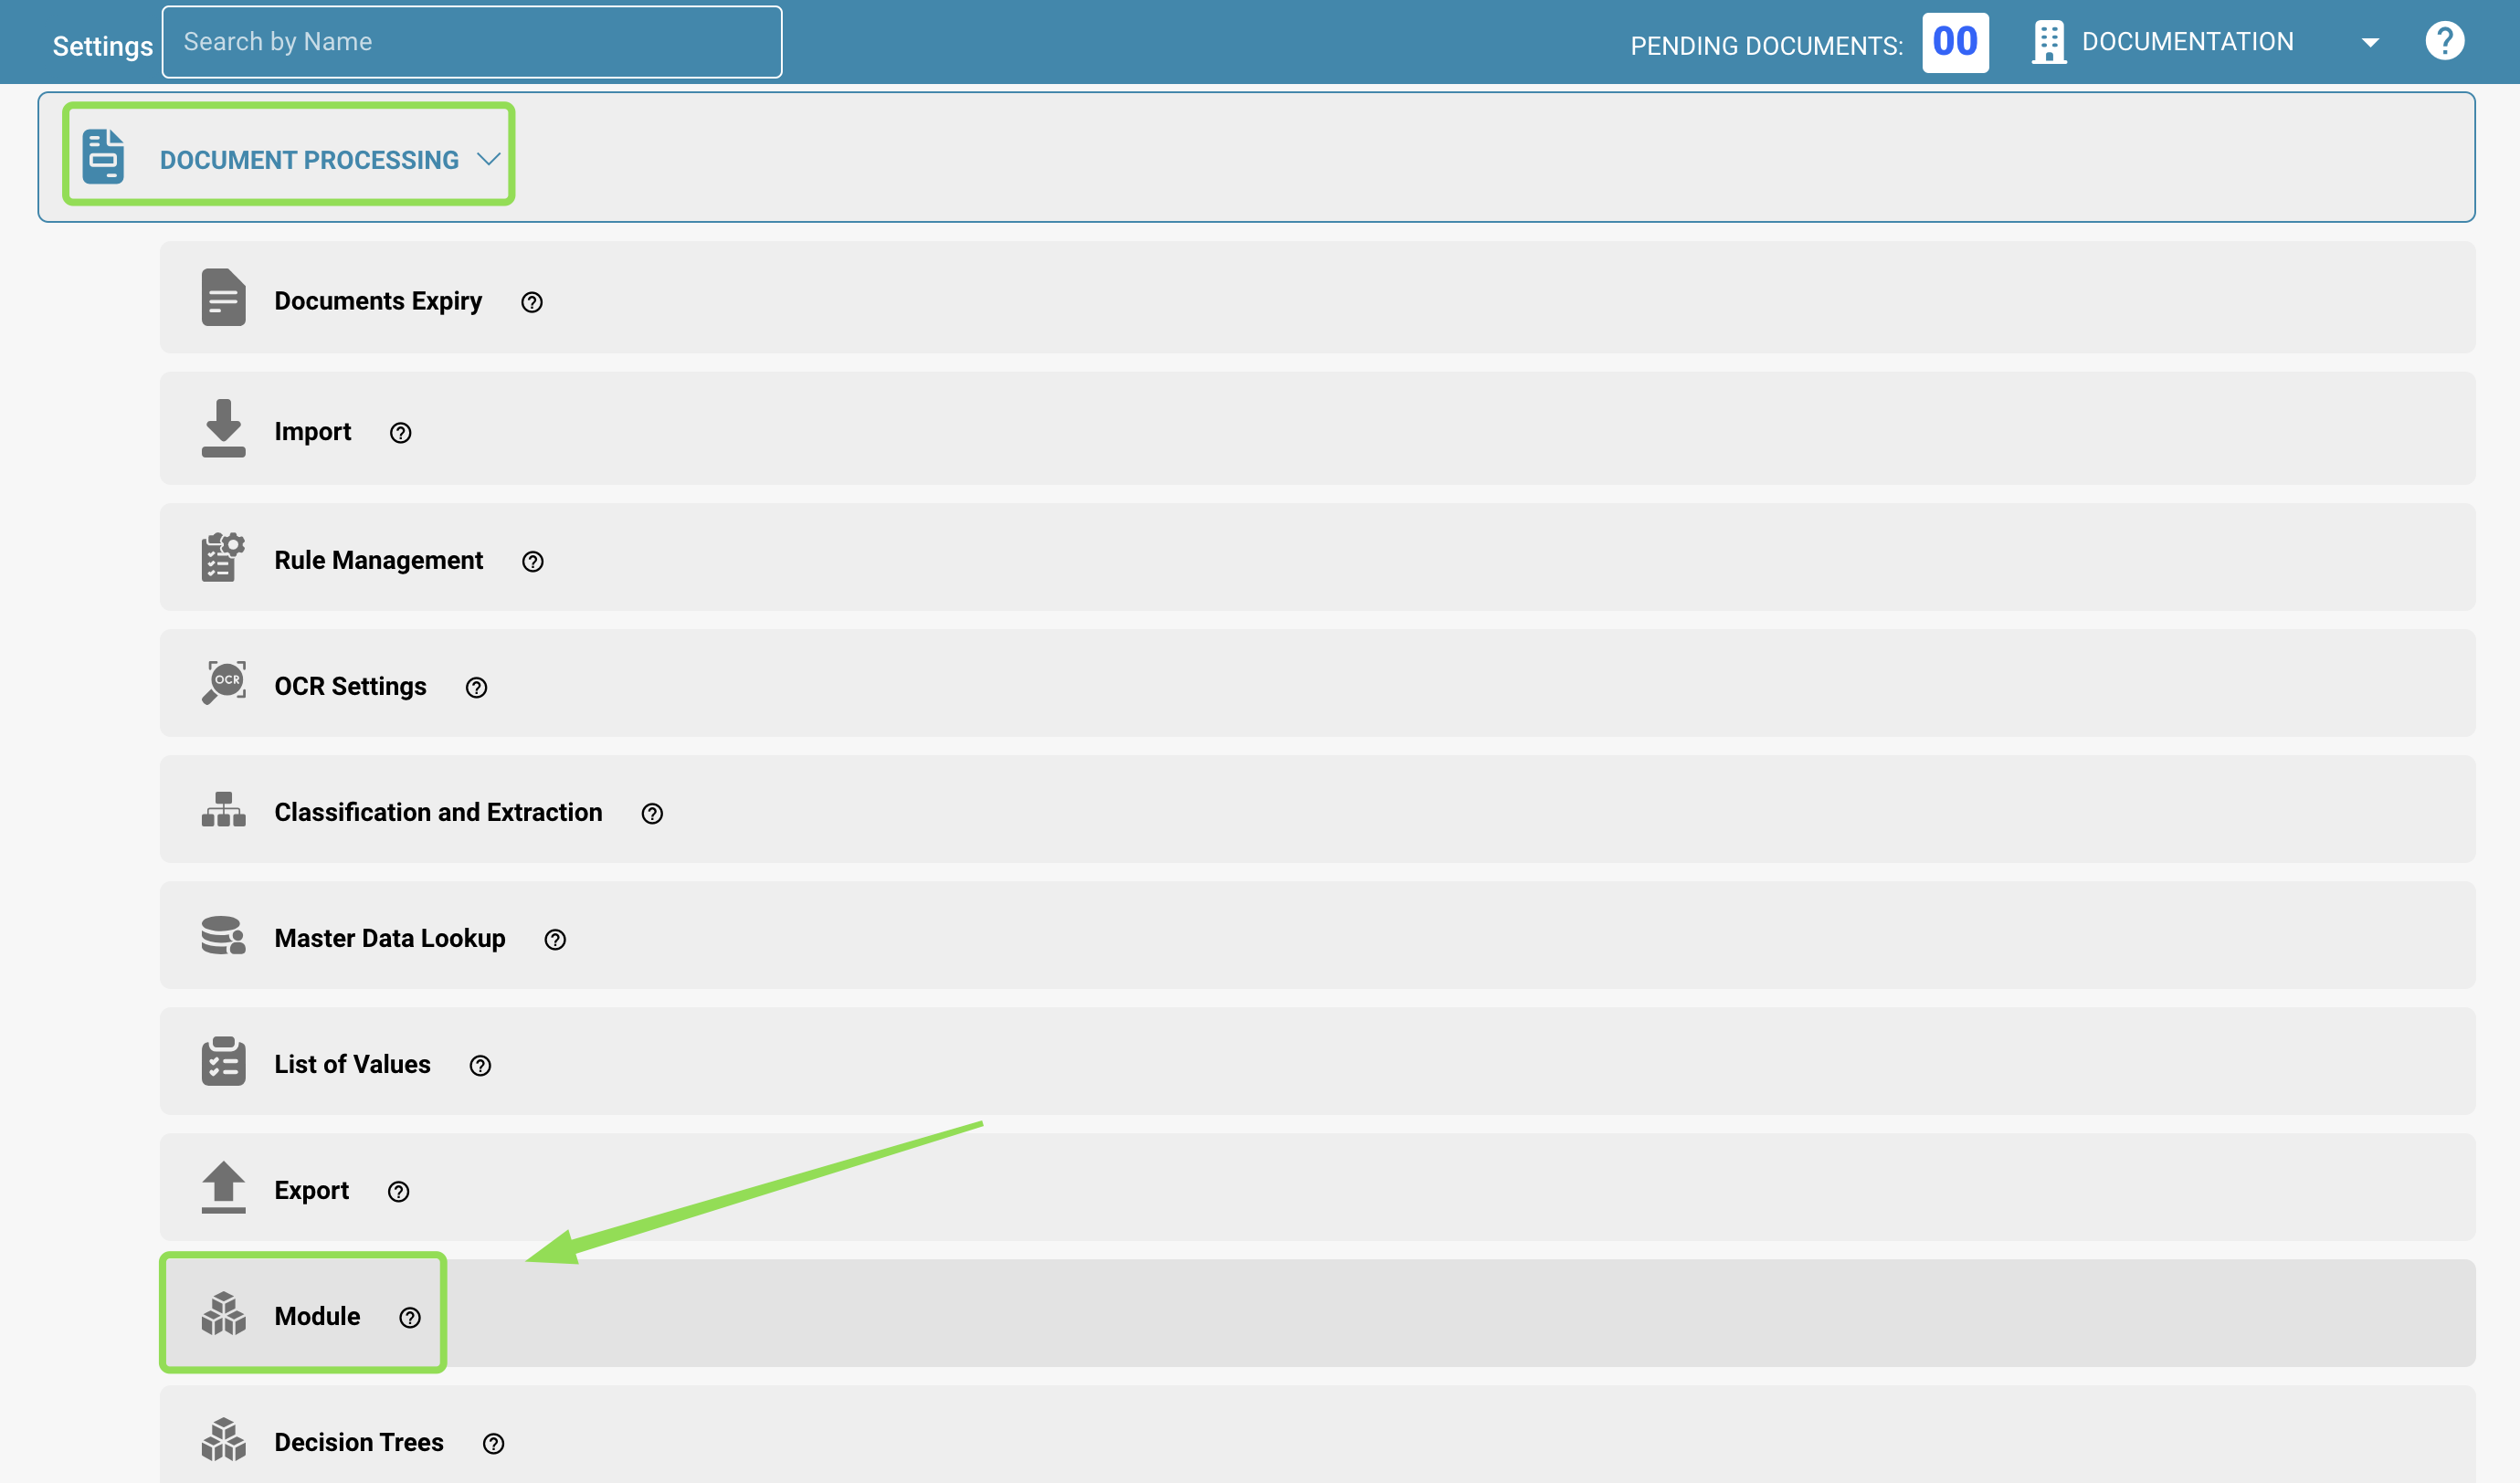 Settings
Search by Name
PENDING DOCUMENTS: 00
DOCUMENTATION
DOCUMENT PROCESSING
Documents Expiry
Import
Rule Management
OCR
OCR Settings
Classification and Extraction
Master Data Lookup
List of Values
Export
Module
Decision Trees